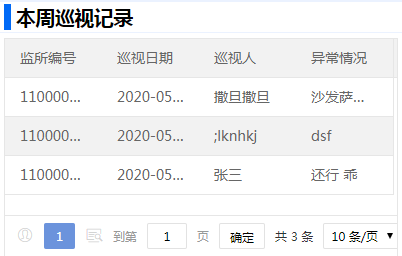 本周巡视记录
监所编号 巡视日期 巡视人 异常情况
110000... 2020-05... 撒旦撒旦 沙发萨...
110000... 2020-05... ;lknhkj dsf
110000... 2020-05... 张三 还行 乖
1 到第 1 页 确定 共 3 条 10 条/页